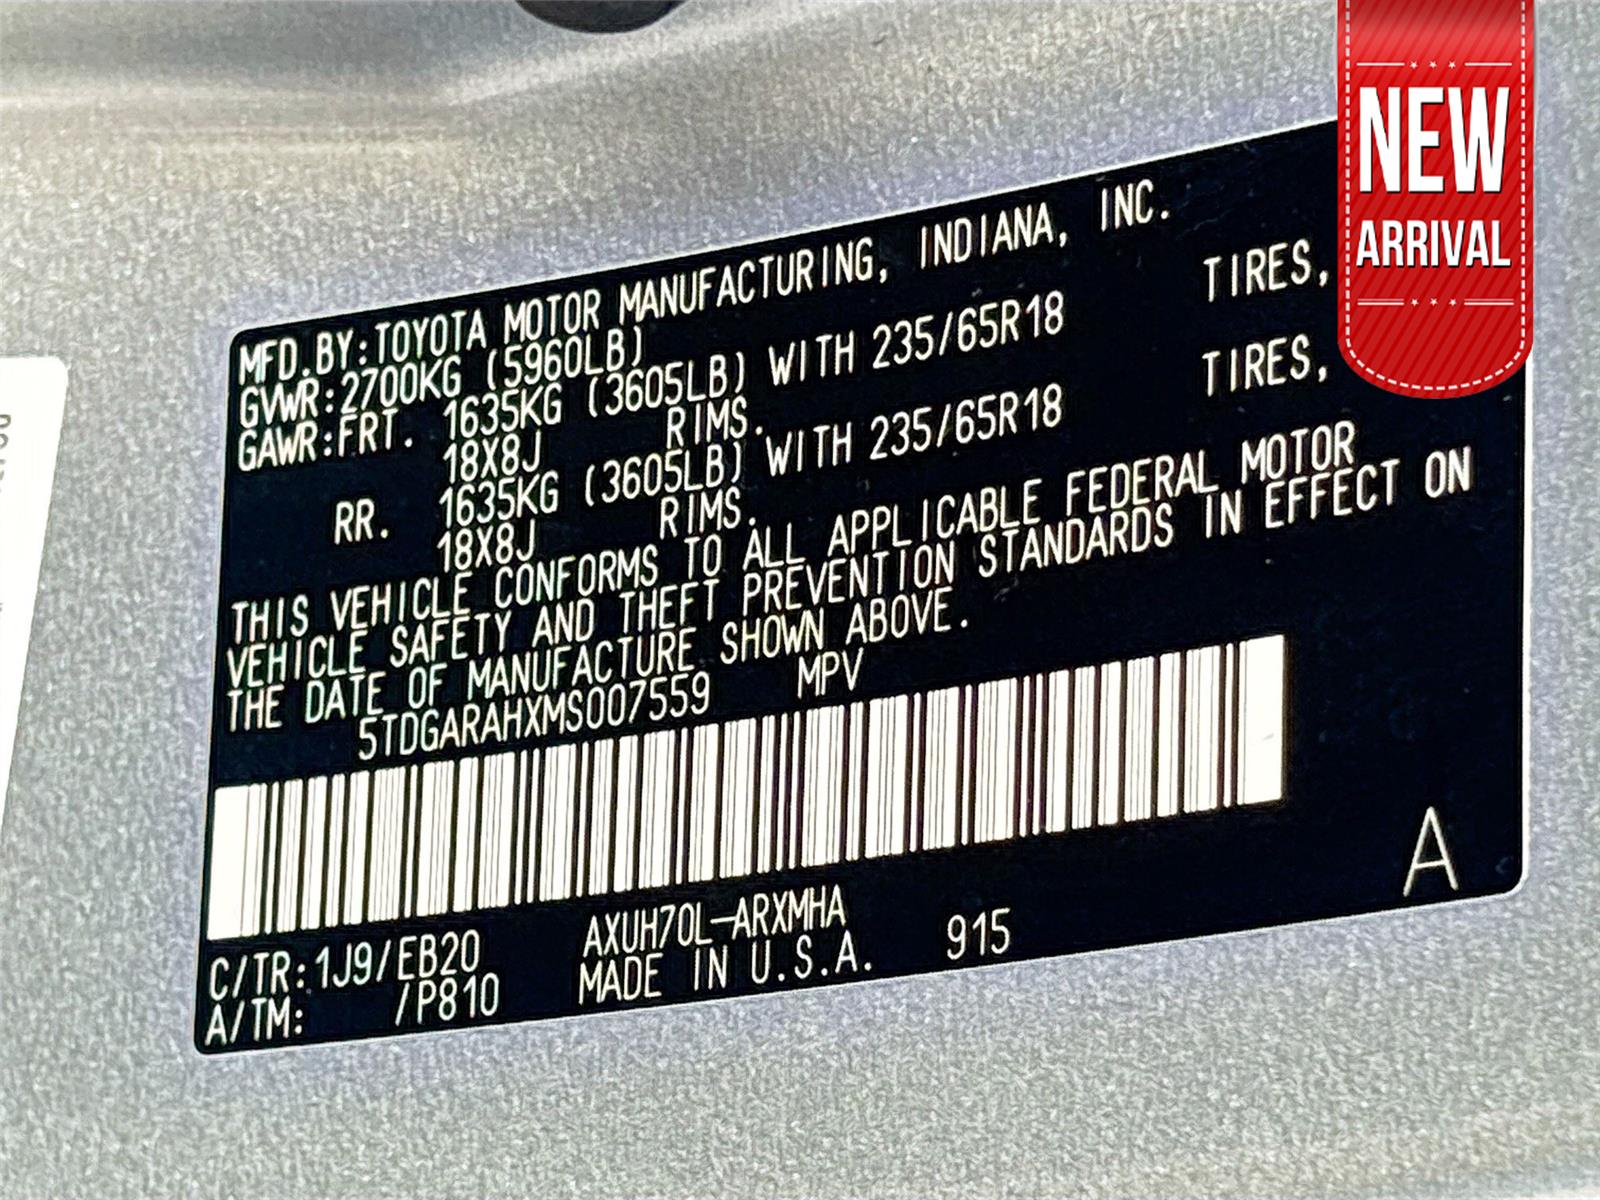 NEW
ARRIVAL
MFD.BY:TOYOTA MOTOR MANUFACTURING, INDIANA, INC.
GVWR:2700KG (5960LB)
GAWR:FRT. 1635KG (3605LB) WITH 235/65R18 TIRES,
18X8J RIMS.
RR. 1635KG (3605LB) WITH 235/65R18 TIRES,
18X8J RIMS.
THIS VEHICLE CONFORMS TO ALL APPLICABLE FEDERAL MOTOR
VEHICLE SAFETY AND THEFT PREVENTION STANDARDS IN EFFECT ON
THE DATE OF MANUFACTURE SHOWN ABOVE.
5TDGARAHXMS007559 MPV
A
C/TR:1J9/EB20 AXUH70L-ARXMHA
A/TM: /P810 MADE IN U.S.A. 915